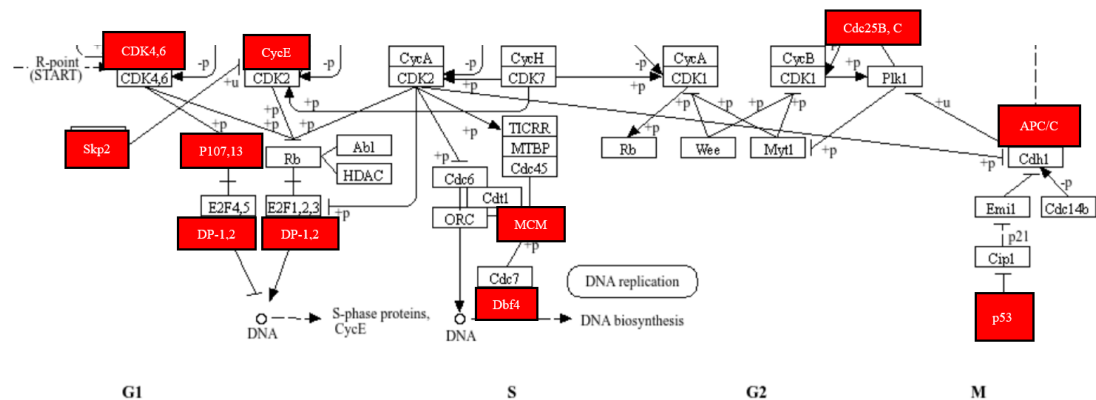 CDK4,6
CycE
Cdc25B, C
R-point
(START)
-p
-p
CycA
-p
CycH
-p
CycA
CycB
p
CDK4,6
CDK2
CDK2
+p
CDK7
+p
CDK1
CDK1
+p
Plk1
+u
+p
+u
APC/C
+p
+p
+p
+p
+p
TICRR
+p
+p
+p
Skp2
P107,13
Rb
Abl
MTBP
Rb
Wee
Myt1
+p
+p
Cdh1
HDAC
+p
Cdc45
Cdc6
-p
E2F4,5
E2F1,2,3
+p
Cdt1
Emi1
Cdc14b
DP-1,2
DP-1,2
ORC
MCM
+p
p21
Cip1
Cdc7
DNA replication
Dbf4
p53
DNA
S-phase proteins,
CycE
DNA
DNA biosynthesis
G1
S
G2
M